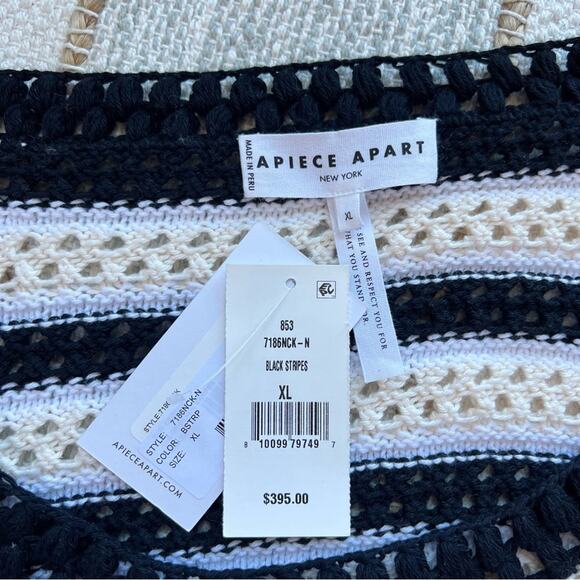 MADE IN PERU
APIECE APART
NEW YORK
XL
SEE AND RESPECT YOU FOR
THAT YOU STAND
853
7186NCK-N
BLACK STRIPES
XL
8 10099 79749 7
$395.00
STYLE: 7186NCK-N
COLOR: BSTRP
SIZE: XL
APIECEAPART.COM